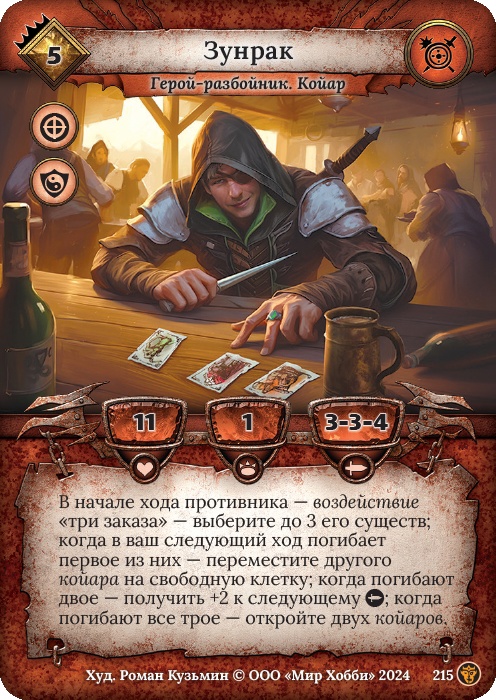 5
Зунрак
Герой-разбойник. Койар
11
1
3-3-4
В начале хода противника — воздействие
«три заказа» — выберите до 3 его существ;
когда в ваш следующий ход погибает
первое из них — переместите другого
койара на свободную клетку; когда погибают
двое — получить +2 к следующему ; когда
погибают все трое — откройте двух койаров.
Худ. Роман Кузьмин © ООО «Мир Хобби» 2024
215